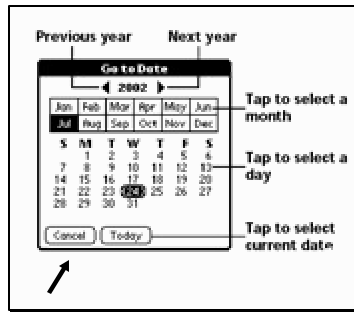 Previous year Next year
Go to Date
2002
Jan Feb Mar Apr May Jun
Tap to select a
month
Jul Aug Sep Oct Nov Dec
S M T W T F S
1 2 3 4 5 6
Tap to select a
day
7 8 9 10 11 12 13
14 15 16 17 18 19 20
21 22 23 24 25 26 27
28 29 30 31
Cancel Today
Tap to select
current date